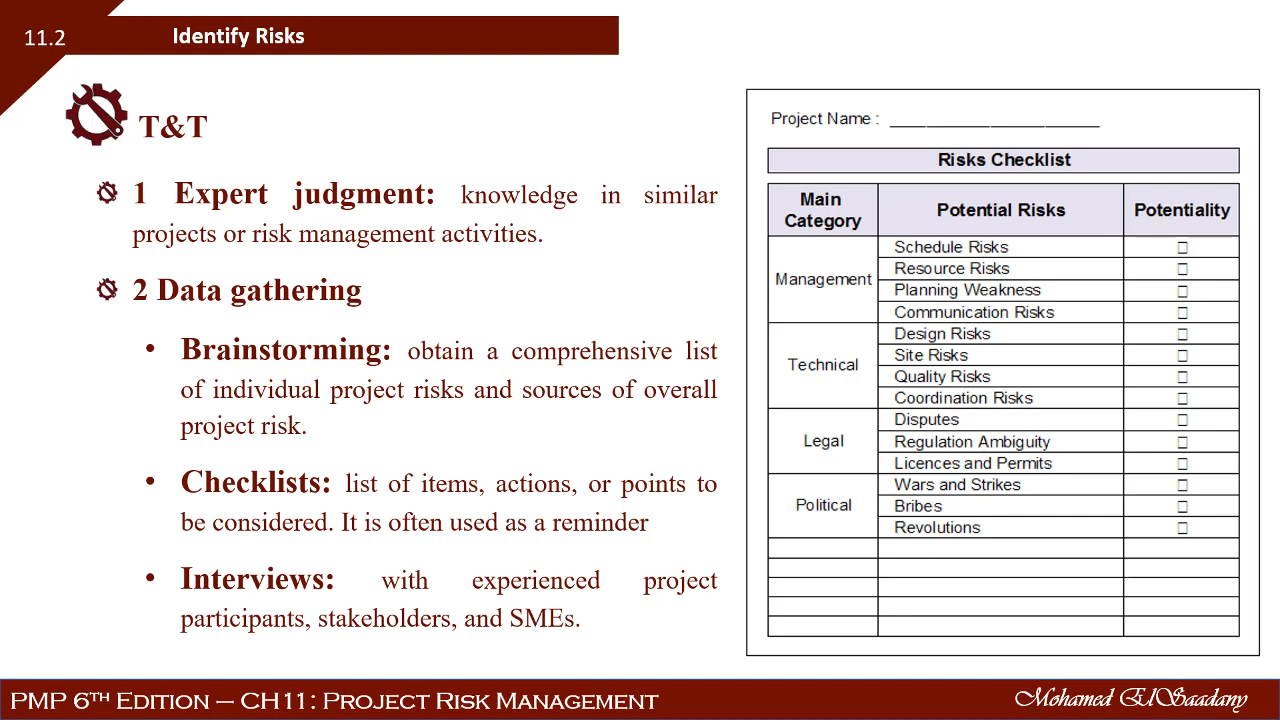 11.2
Identify Risks
T&T
1 Expert judgment: knowledge in similar
projects or risk management activities.
2 Data gathering
• Brainstorming: obtain a comprehensive list
of individual project risks and sources of overall
project risk.
• Checklists: list of items, actions, or points to
be considered. It is often used as a reminder
• Interviews: with experienced project
participants, stakeholders, and SMEs.
Project Name : ______________________
Risks Checklist
Main
Category
Potential Risks
Potentiality
Management
Schedule Risks
Resource Risks
Planning Weakness
Communication Risks
Technical
Design Risks
Site Risks
Quality Risks
Coordination Risks
Legal
Disputes
Regulation Ambiguity
Licences and Permits
Political
Wars and Strikes
Bribes
Revolutions
PMP 6TH Edition – CH11: Project Risk Management
Mohamed ElSaadany